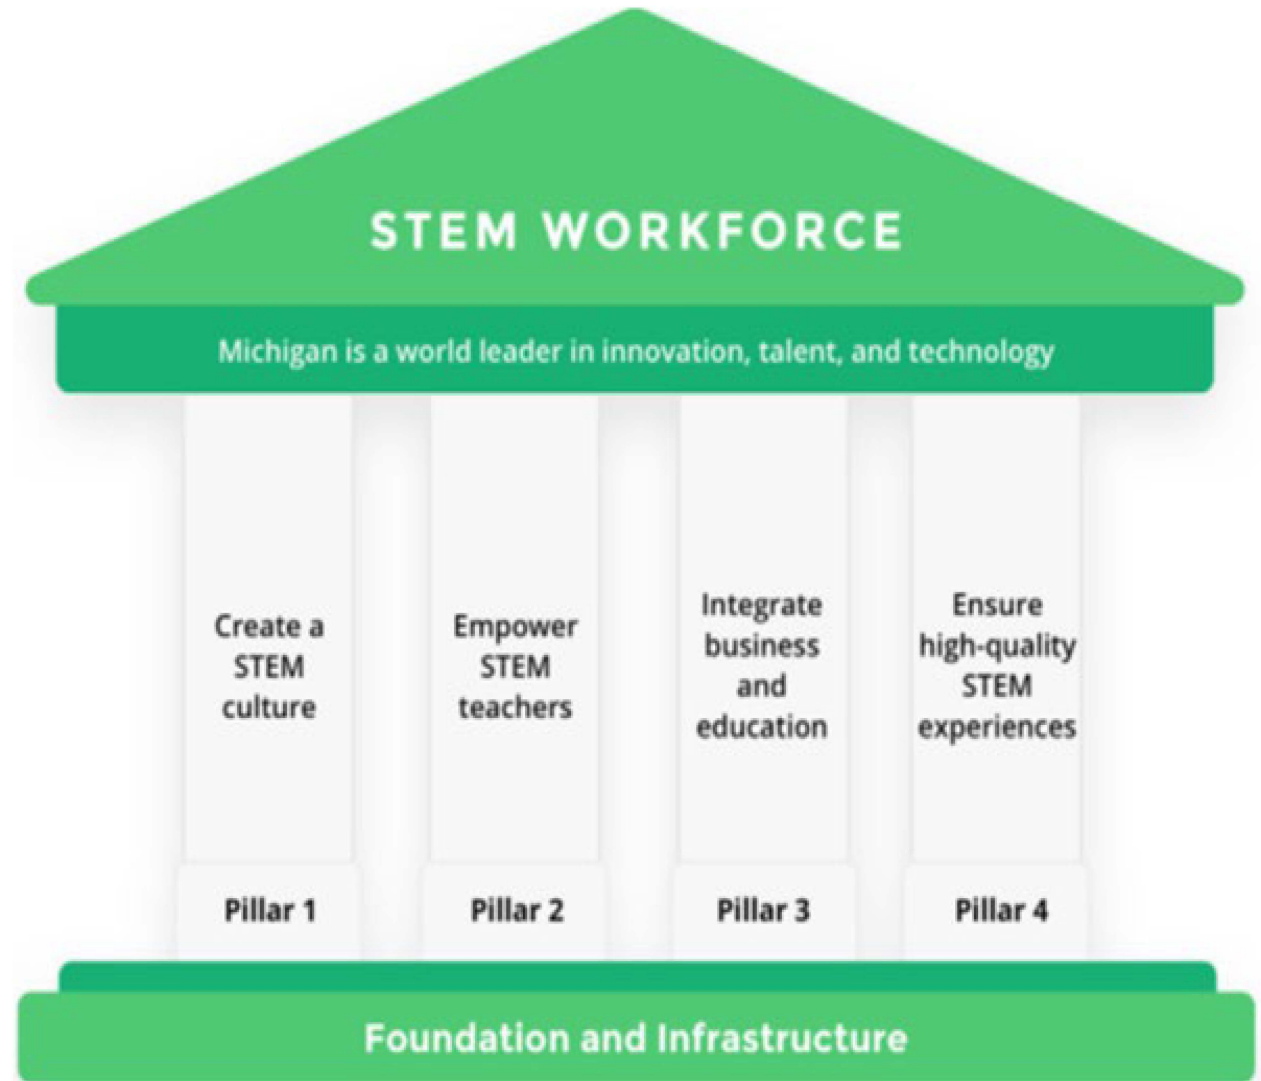 STEM WORKFORCE
Michigan is a world leader in innovation, talent, and technology
Create a
STEM
culture
Empower
STEM
teachers
Integrate
business
and
education
Ensure
high-quality
STEM
experiences
Pillar 1
Pillar 2
Pillar 3
Pillar 4
Foundation and Infrastructure